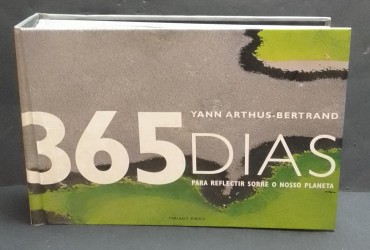 YANN ARTHUS-BERTRAND
365 DIAS
PARA REFLECTIR SOBRE O NOSSO PLANETA